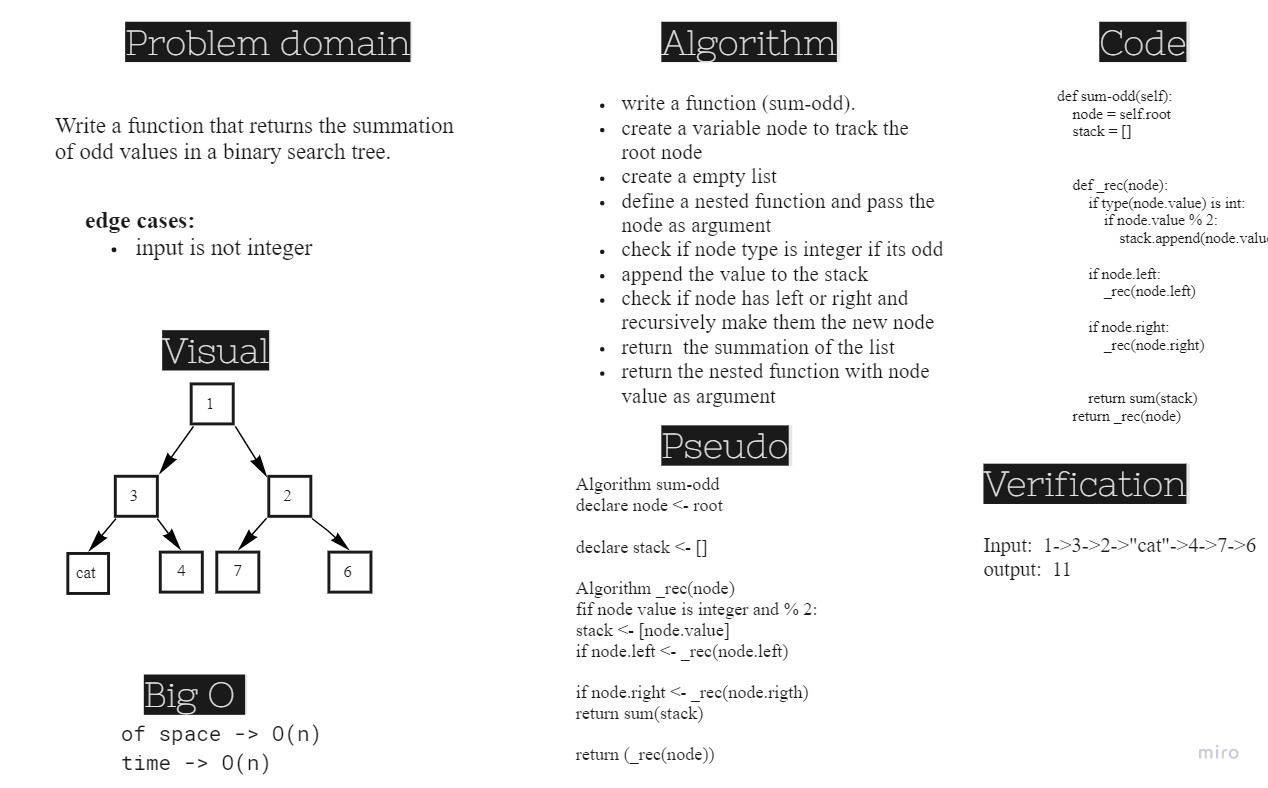 Problem domain
Write a function that returns the summation
of odd values in a binary search tree.
edge cases:
• input is not integer
Visual
1
3
2
cat
4
7
6
Big O
of space -> O(n)
time -> O(n)
Algorithm
• write a function (sum-odd).
• create a variable node to track the
root node
• create a empty list
• define a nested function and pass the
node as argument
• check if node type is integer if its odd
• append the value to the stack
• check if node has left or right and
recursively make them the new node
• return  the summation of the list
• return the nested function with node
value as argument
Pseudo
Algorithm sum-odd
declare node <- root
declare stack <- []
Algorithm _rec(node)
fif node value is integer and % 2:
stack <- [node.value]
if node.left <- _rec(node.left)
if node.right <- _rec(node.rigth)
return sum(stack)
return (_rec(node))
Code
def sum-odd(self):
node = self.root
stack = []
def _rec(node):
if type(node.value) is int:
if node.value % 2:
stack.append(node.valu
if node.left:
_rec(node.left)
if node.right:
_rec(node.right)
return sum(stack)
return _rec(node)
Verification
Input:  1->3->2->"cat"->4->7->6
output:  11
miro